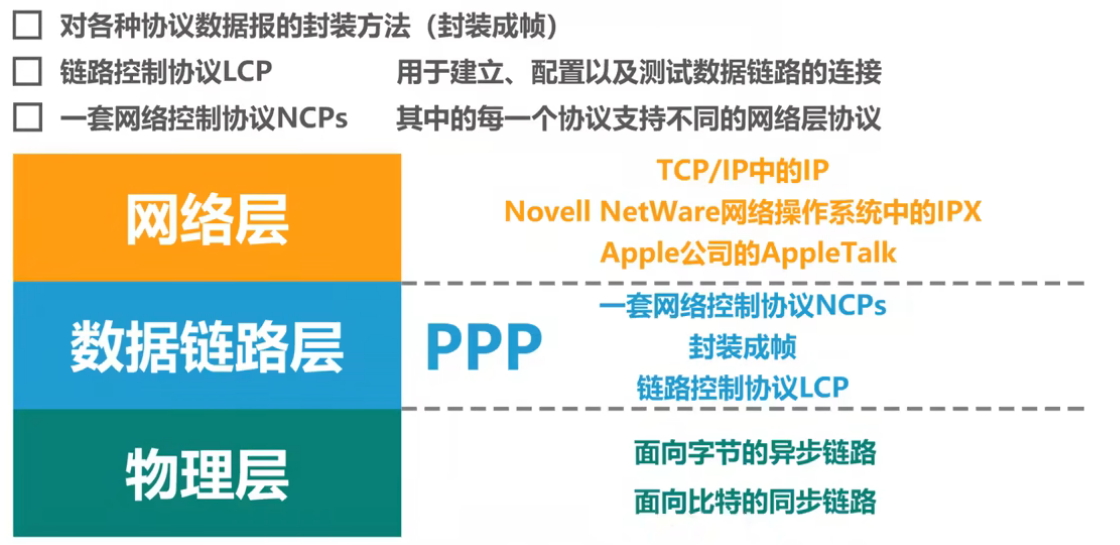 对各种协议数据报的封装方法（封装成帧）
链路控制协议LCP 用于建立、配置以及测试数据链路的连接
一套网络控制协议NCPs 其中的每一个协议支持不同的网络层协议
网络层
TCP/IP中的IP
Novell NetWare网络操作系统中的IPX
Apple公司的AppleTalk
数据链路层
PPP
一套网络控制协议NCPs
封装成帧
链路控制协议LCP
物理层
面向字节的异步链路
面向比特的同步链路